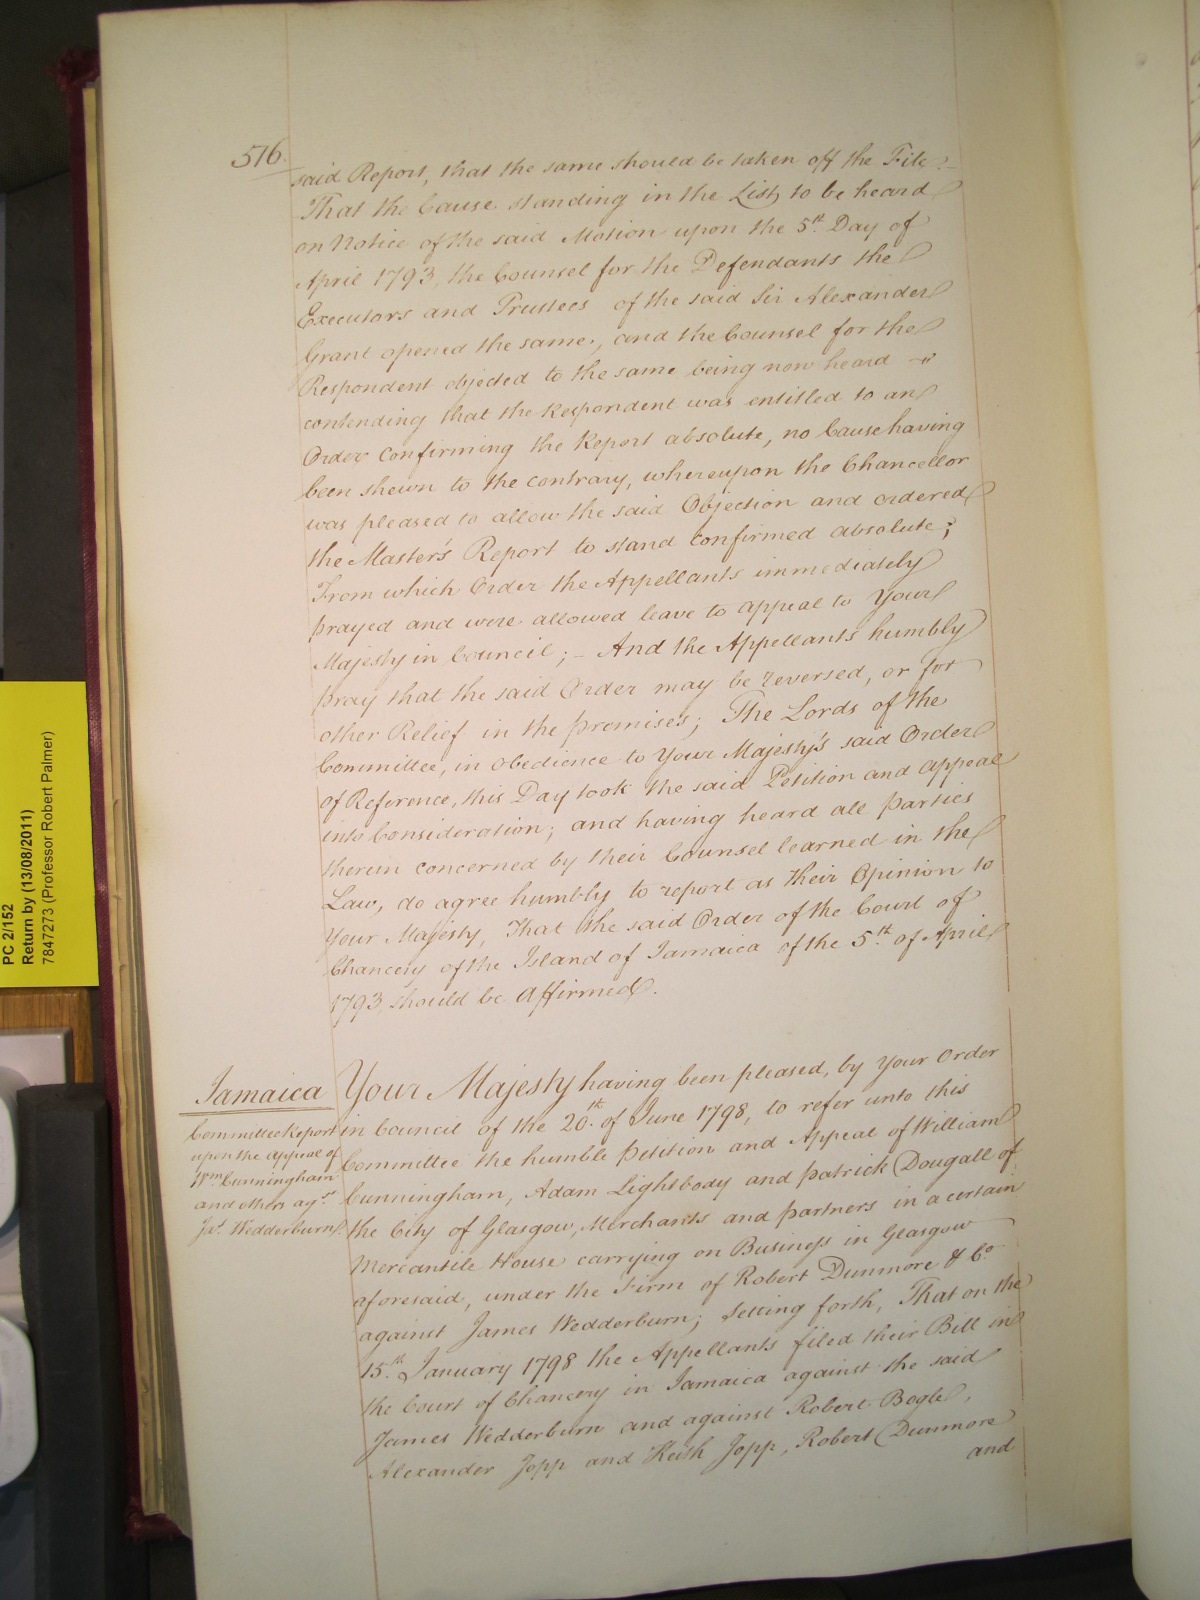 516.
said Report, that the same should be taken off the File:
That the Cause standing in the List, to be heard
on Notice of the said Motion upon the 5th. Day of
April 1793, the Counsel for the Defendants the
Executors and Trustees of the said Sir Alexander
Grant opened the same, and the Counsel for the
Respondent objected to the same being now heard
contending that the Respondent was entitled to an
Order confirming the Report absolute, no Cause having
been shewn to the contrary, whereupon the Chancellor
was pleased to allow the said Objection and ordered
the Master's Report to stand confirmed absolute;
From which Order the Appellants immediately
prayed and were allowed leave to appeal to Your
Majesty in Council; - And the Appellants humbly
pray that the said Order may be reversed, or for
other Relief in the premises; The Lords of the
Committee, in obedience to Your Majesty's said Order
of Reference, this Day took the said Petition and Appeal
into Consideration; and having heard all parties
therein concerned by their Counsel learned in the
Law, do agree humbly to report as their Opinion to
Your Majesty, That the said Order of the Court of
Chancery of the Island of Jamaica of the 5th. of April
1793, should be affirmed.
Jamaica
Committee Report
upon the appeal of
Wm. Cunningham
and others agst.
Jas. Wedderburn.
Your Majesty having been pleased, by Your Order
in Council of the 20th. of June 1798, to refer unto this
Committee the humble Petition and Appeal of William
Cunningham, Adam Lightbody and Patrick Dougall of
the City of Glasgow, Merchants and partners in a certain
Mercantile House carrying on Business in Glasgow
aforesaid, under the Firm of Robert Dunmore & Co.
against James Wedderburn; setting forth, That on the
15th. January 1798 the Appellants filed their Bill in
the Court of Chancery in Jamaica against the said
James Wedderburn and against Robert Bogle,
Alexander Jopp and Keith Jopp, Robert Dunmore
and
PC 2/152
Return by (13/08/2011)
7847273 (Professor Robert Palmer)